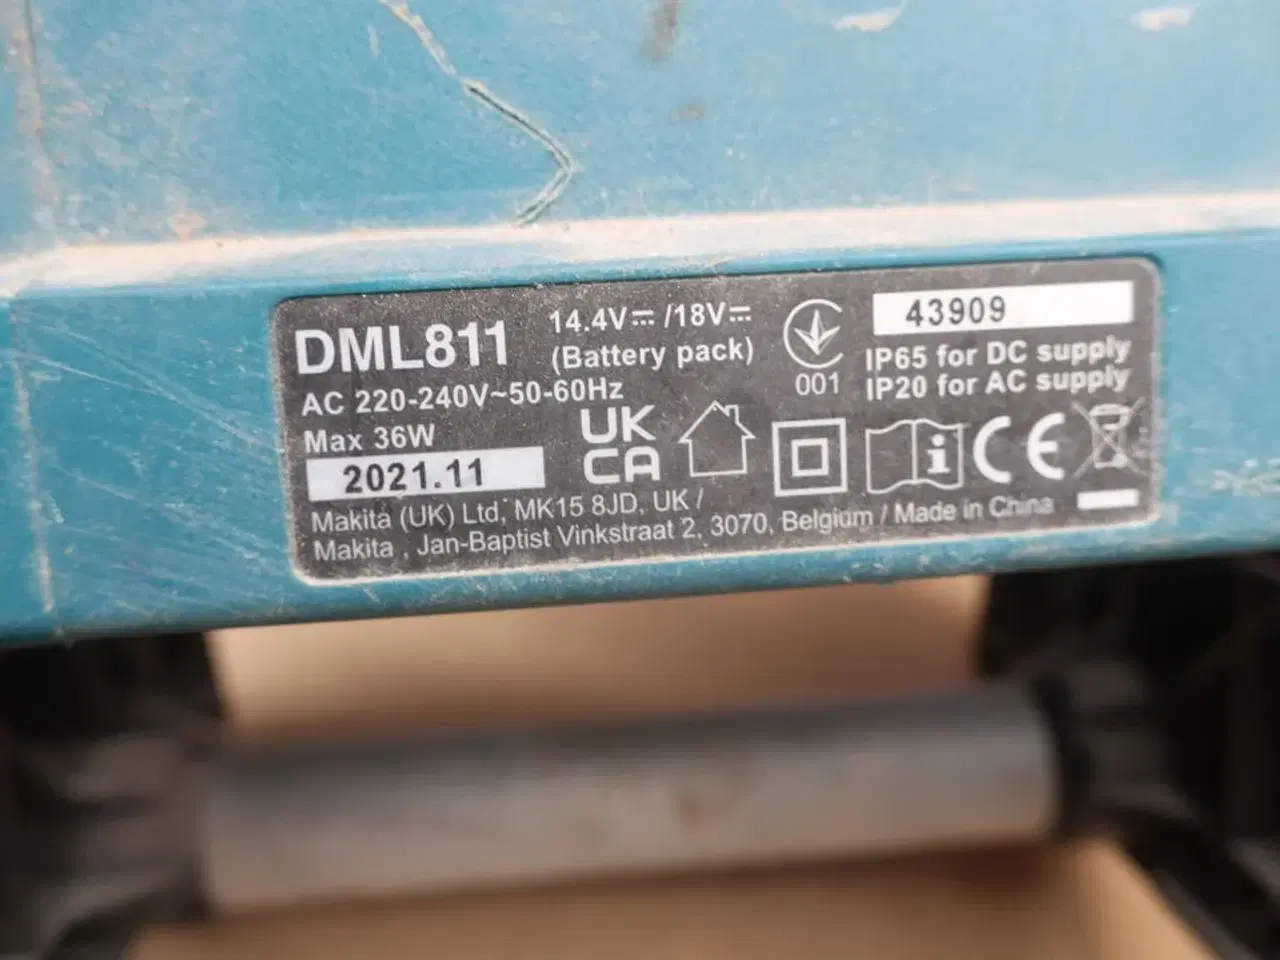 DML811
14.4V⎓ /18V⎓
(Battery pack)
AC 220-240V~50-60Hz
Max 36W
2021.11
UK
CA
001
43909
IP65 for DC supply
IP20 for AC supply
i
CE
Makita (UK) Ltd, MK15 8JD, UK /
Makita , Jan-Baptist Vinkstraat 2, 3070, Belgium / Made in China